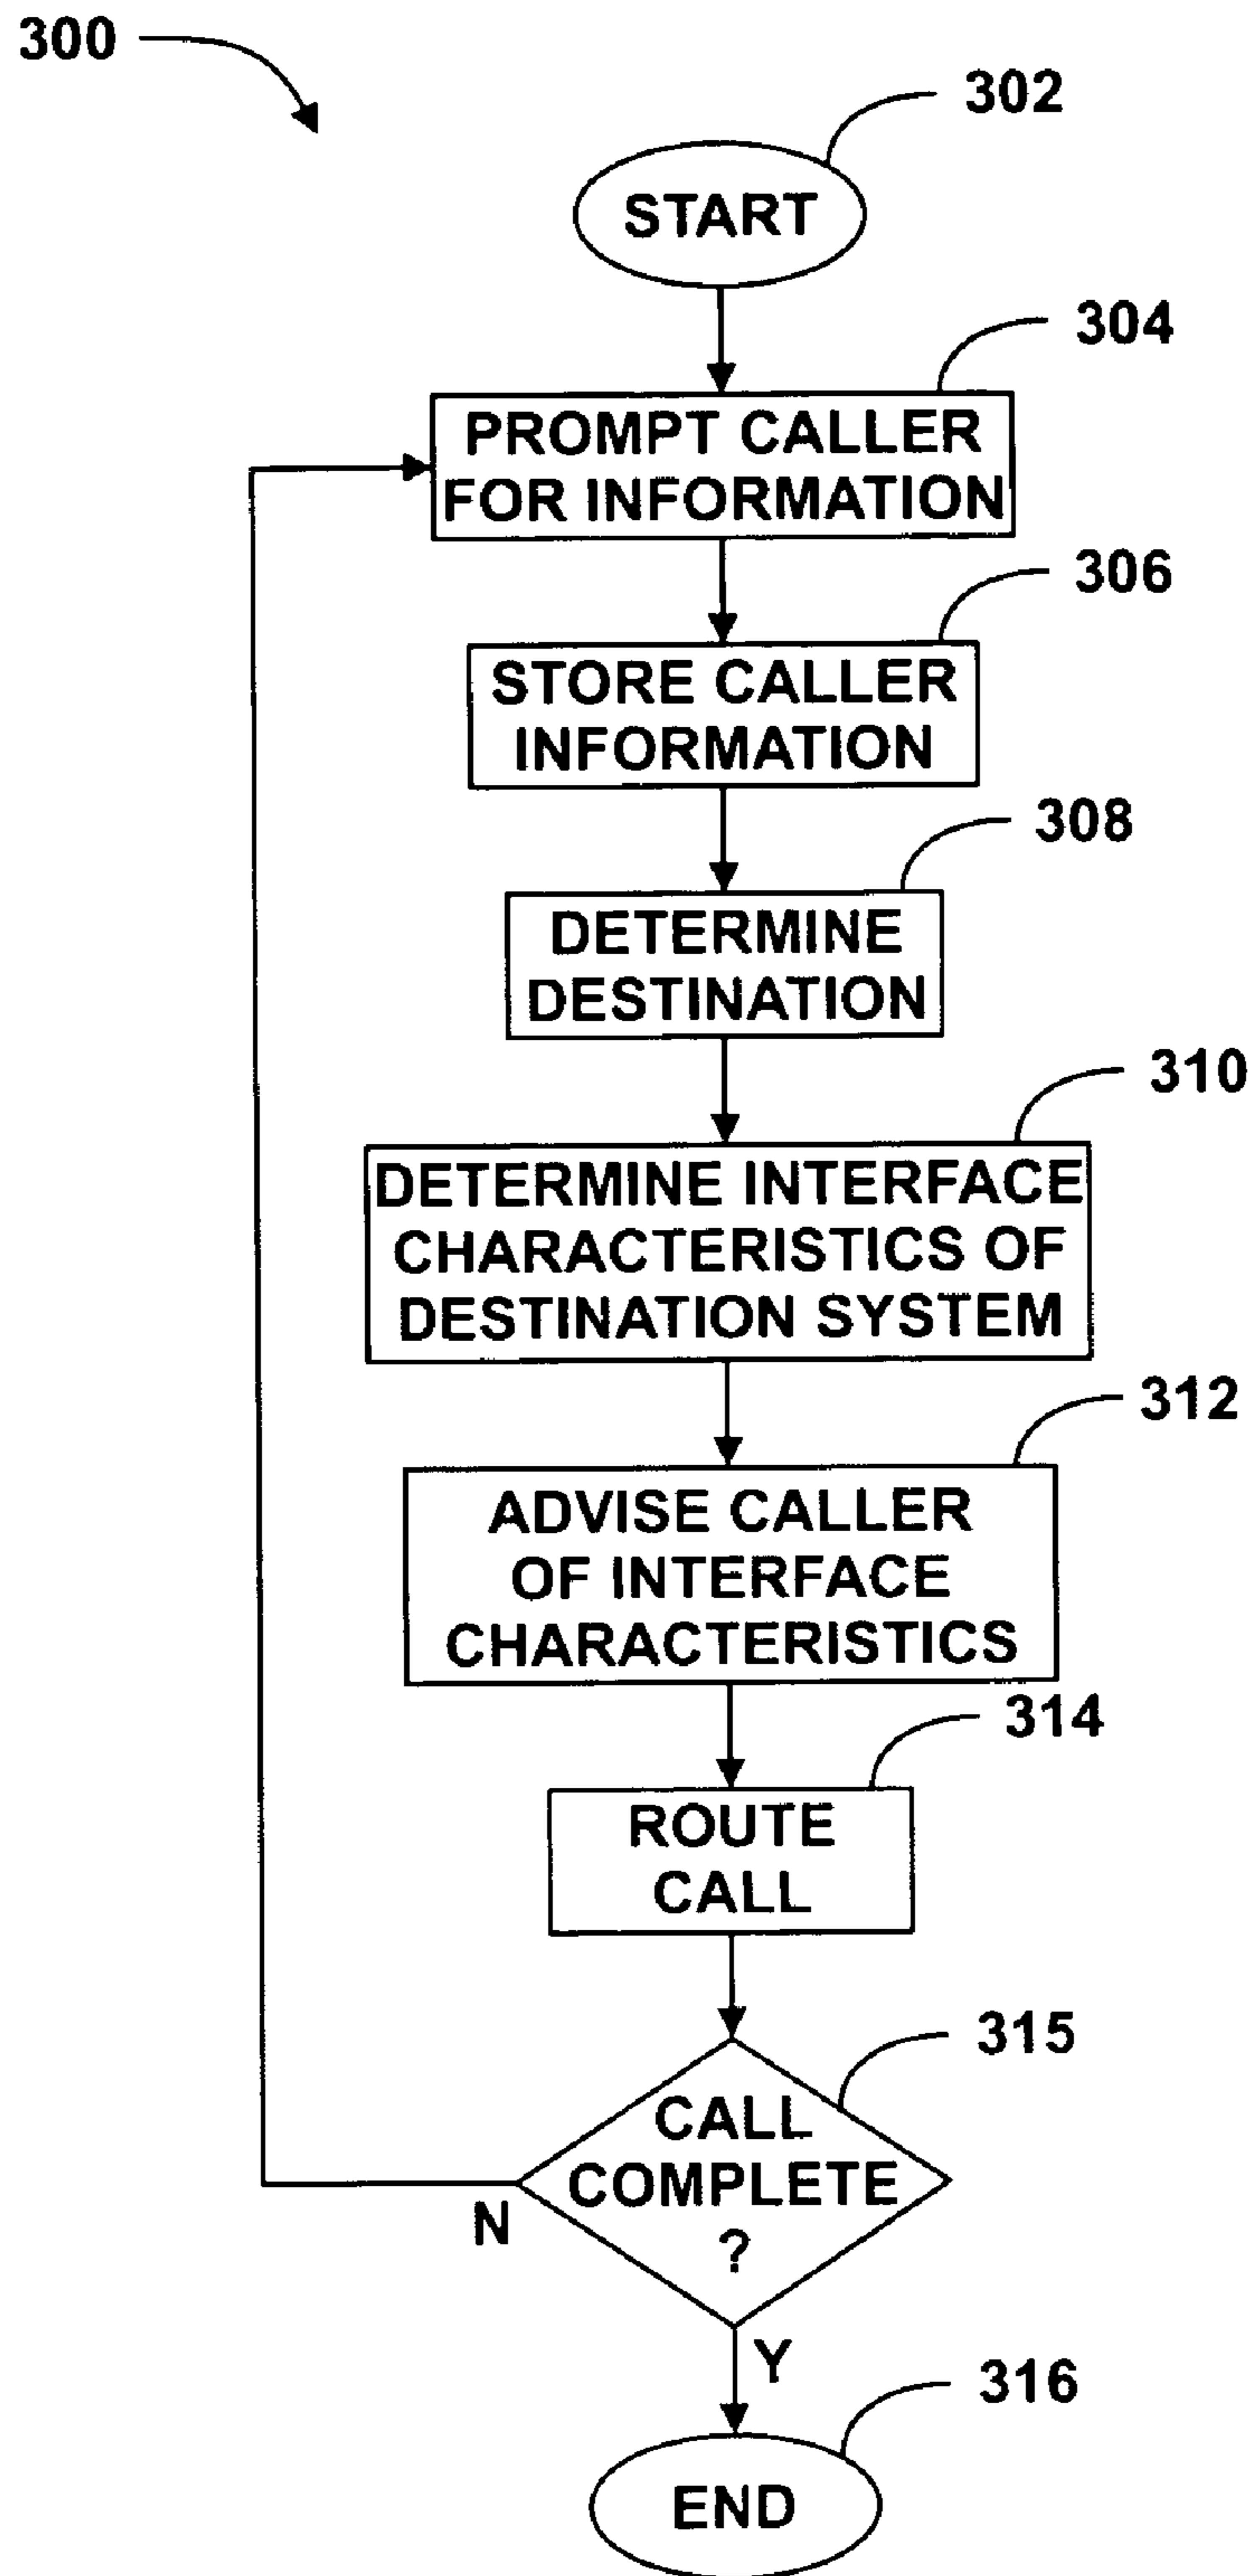 300
302
START
304
PROMPT CALLER
FOR INFORMATION
306
STORE CALLER
INFORMATION
308
DETERMINE
DESTINATION
310
DETERMINE INTERFACE
CHARACTERISTICS OF
DESTINATION SYSTEM
312
ADVISE CALLER
OF INTERFACE
CHARACTERISTICS
314
ROUTE
CALL
315
CALL
COMPLETE
?
N
Y
316
END